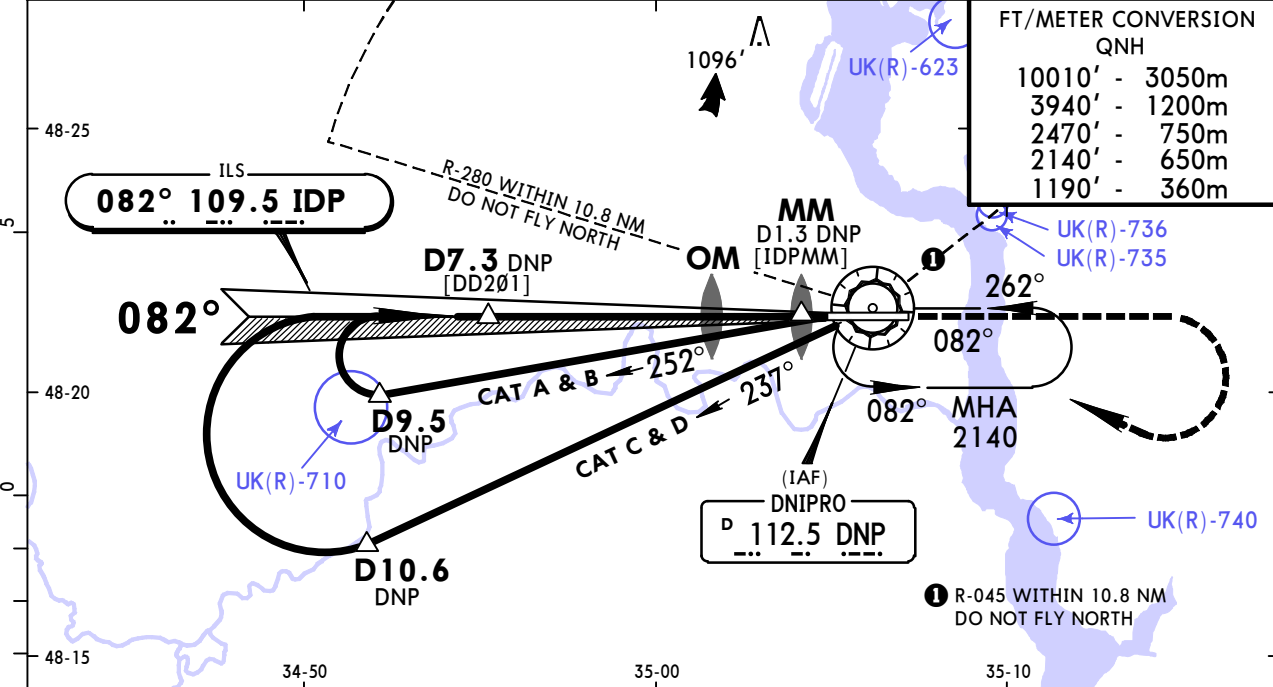 FT/METER CONVERSION
QNH
10010' - 3050m
3940' - 1200m
2470' - 750m
2140' - 650m
1190' - 360m
1096'
UK(R)-623
48-25
ILS
082° 109.5 IDP
R-280 WITHIN 10.8 NM
DO NOT FLY NORTH
MM
D1.3 DNP
[IDPMM]
UK(R)-736
UK(R)-735
5
OM
D7.3 DNP
[DD2Ø1]
1
262°
082°
082°
48-20
CAT A & B
252°
237°
CAT C & D
082°
MHA
2140
D9.5
DNP
UK(R)-710
(IAF)
DNIPRO
D 112.5 DNP
0
UK(R)-740
D10.6
DNP
1 R-045 WITHIN 10.8 NM
DO NOT FLY NORTH
48-15
34-50
35-00
35-10